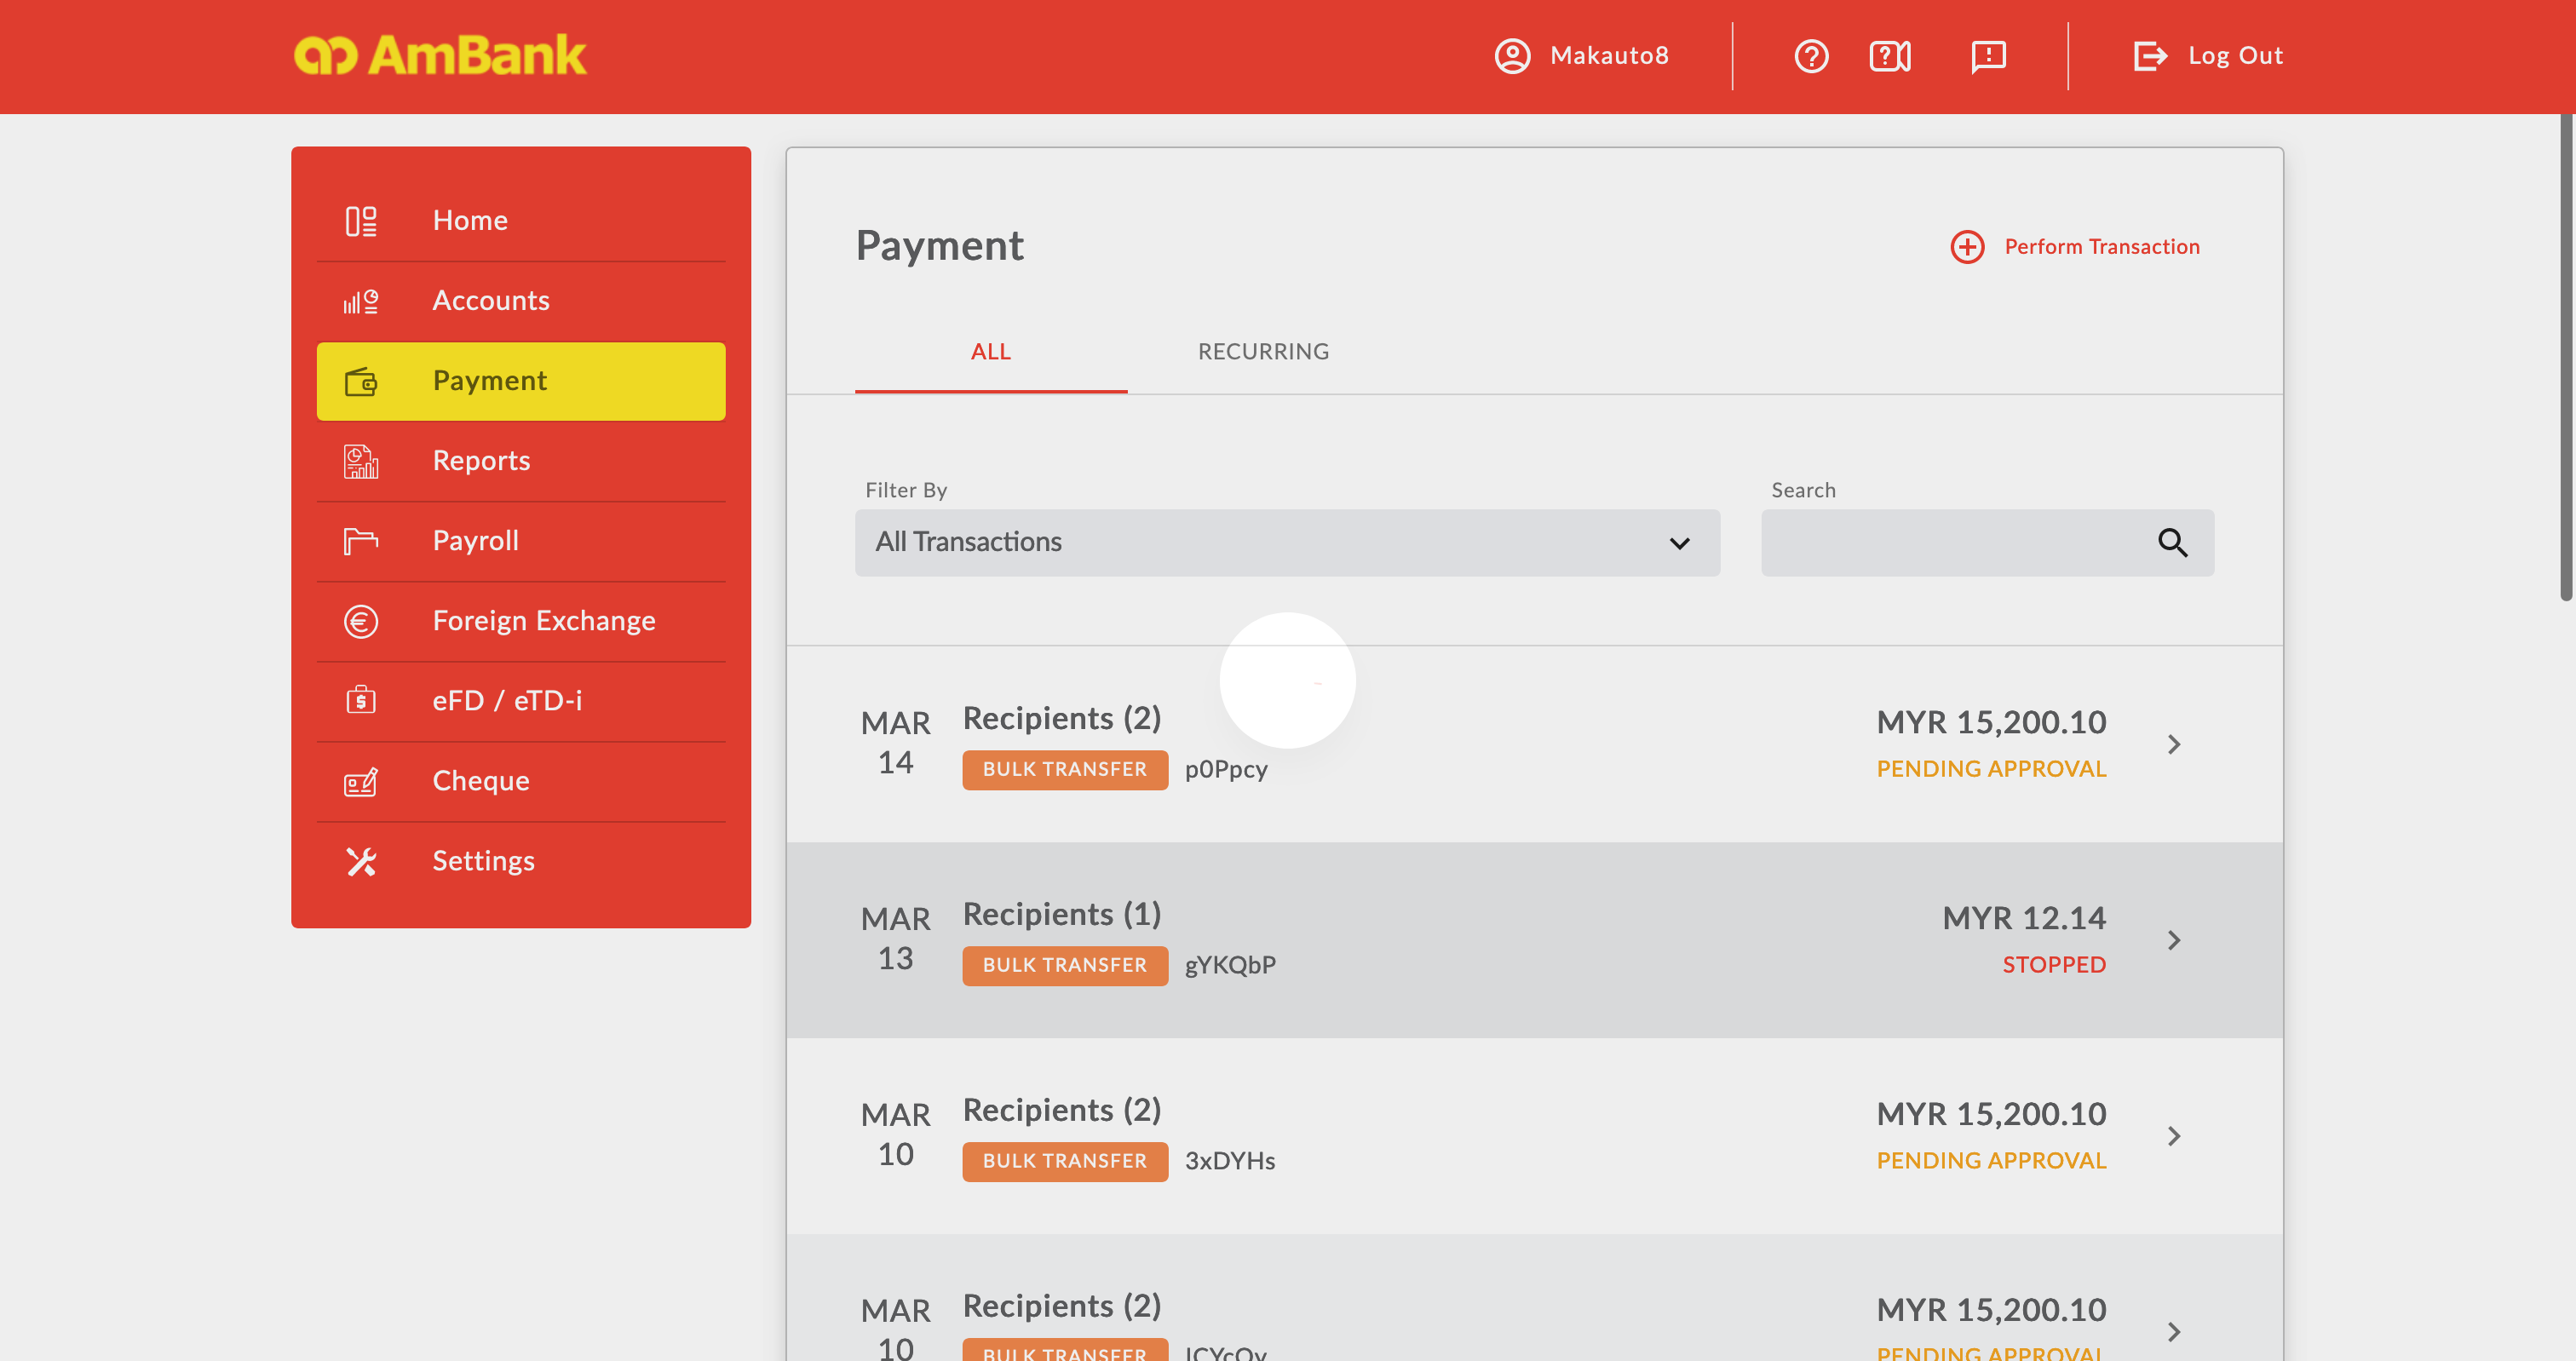 AmBank
Makauto8
Log Out
Home
Accounts
Payment
Reports
Payroll
Foreign Exchange
eFD / eTD-i
Cheque
Settings
Payment
Perform Transaction
ALL
RECURRING
Filter By
All Transactions
Search
MAR 14
Recipients (2)
BULK TRANSFER p0Ppcy
MYR 15,200.10
PENDING APPROVAL
MAR 13
Recipients (1)
BULK TRANSFER gYKQbP
MYR 12.14
STOPPED
MAR 10
Recipients (2)
BULK TRANSFER 3xDYHs
MYR 15,200.10
PENDING APPROVAL
MAR 10
Recipients (2)
BULK TRANSFER
MYR 15,200.10
PENDING APPROVAL